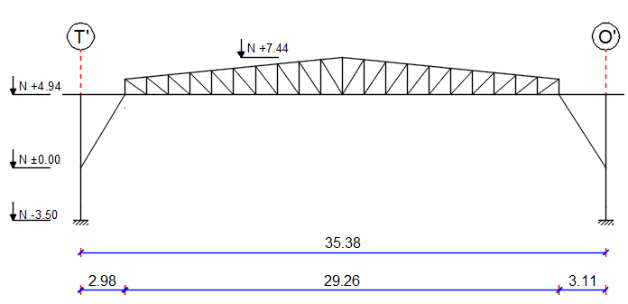 T'
O'
N +7.44
N +4.94
N ±0.00
N -3.50
35.38
2.98
29.26
3.11